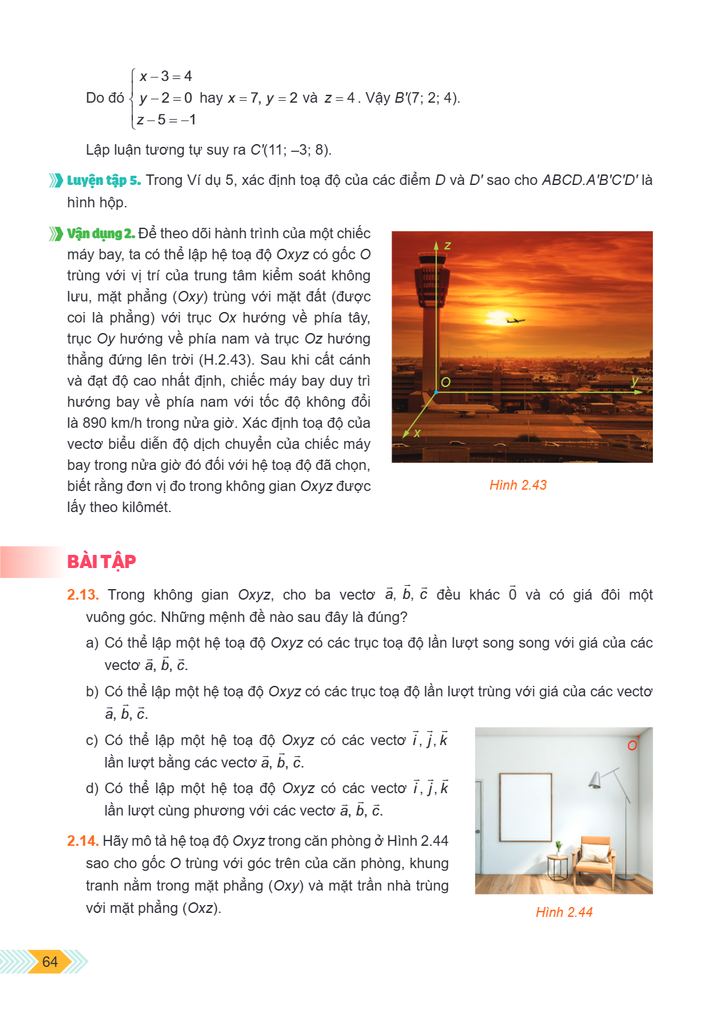 Do đó { x – 3 = 4
y – 2 = 0 hay x = 7, y = 2 và z = 4. Vậy B'(7; 2; 4).
z – 5 = –1
Lập luận tương tự suy ra C'(11; –3; 8).
Luyện tập 5. Trong Ví dụ 5, xác định toạ độ của các điểm D và D' sao cho ABCD.A'B'C'D' là
hình hộp.
Vận dụng 2. Để theo dõi hành trình của một chiếc
máy bay, ta có thể lập hệ toạ độ Oxyz có gốc O
trùng với vị trí của trung tâm kiểm soát không
lưu, mặt phẳng (Oxy) trùng với mặt đất (được
coi là phẳng) với trục Ox hướng về phía tây,
trục Oy hướng về phía nam và trục Oz hướng
thẳng đứng lên trời (H.2.43). Sau khi cất cánh
và đạt độ cao nhất định, chiếc máy bay duy trì
hướng bay về phía nam với tốc độ không đổi
là 890 km/h trong nửa giờ. Xác định toạ độ của
vectơ biểu diễn độ dịch chuyển của chiếc máy
bay trong nửa giờ đó đối với hệ toạ độ đã chọn,
biết rằng đơn vị đo trong không gian Oxyz được
lấy theo kilômét.
z
O
y
x
Hình 2.43
BÀI TẬP
2.13. Trong không gian Oxyz, cho ba vectơ a⃗, b⃗, c⃗ đều khác 0⃗ và có giá đôi một
vuông góc. Những mệnh đề nào sau đây là đúng?
a) Có thể lập một hệ toạ độ Oxyz có các trục toạ độ lần lượt song song với giá của các
vectơ a⃗, b⃗, c⃗.
b) Có thể lập một hệ toạ độ Oxyz có các trục toạ độ lần lượt trùng với giá của các vectơ
a⃗, b⃗, c⃗.
c) Có thể lập một hệ toạ độ Oxyz có các vectơ i⃗, j⃗, k⃗
lần lượt bằng các vectơ a⃗, b⃗, c⃗.
d) Có thể lập một hệ toạ độ Oxyz có các vectơ i⃗, j⃗, k⃗
lần lượt cùng phương với các vectơ a⃗, b⃗, c⃗.
2.14. Hãy mô tả hệ toạ độ Oxyz trong căn phòng ở Hình 2.44
sao cho gốc O trùng với góc trên của căn phòng, khung
tranh nằm trong mặt phẳng (Oxy) và mặt trần nhà trùng
với mặt phẳng (Oxz).
O
Hình 2.44
64